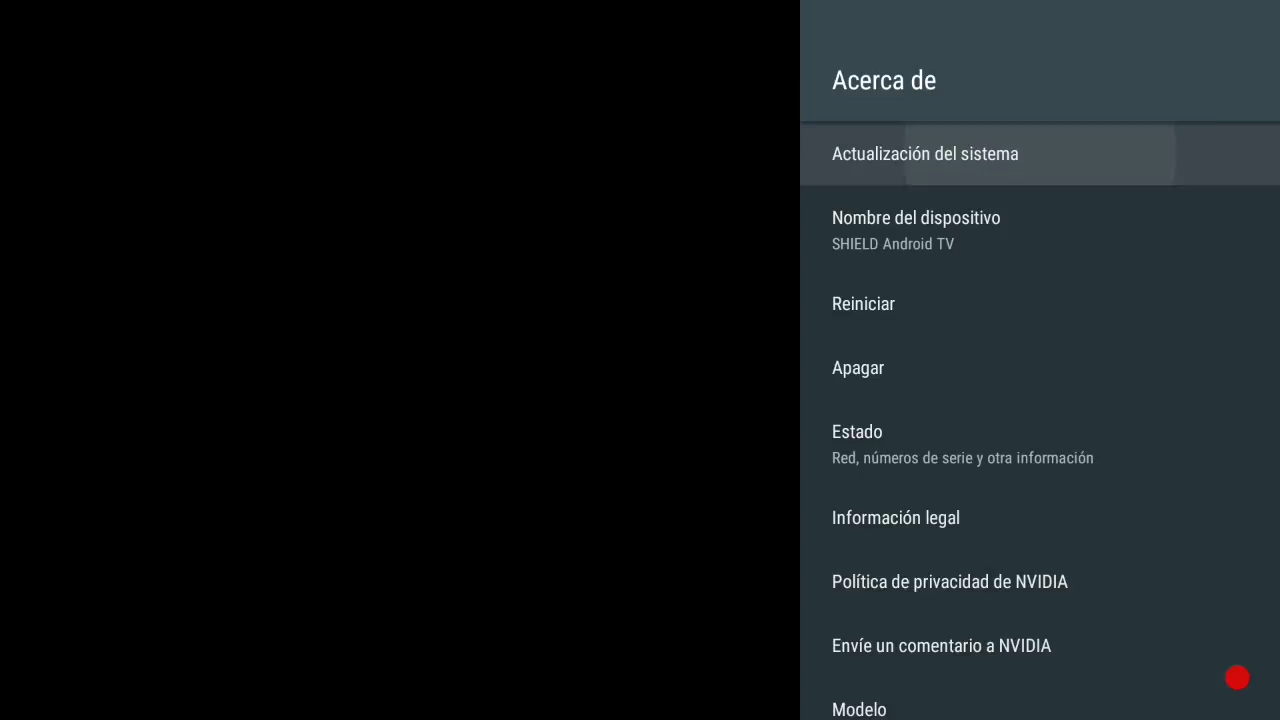 Acerca de
Actualización del sistema
Nombre del dispositivo
SHIELD Android TV
Reiniciar
Apagar
Estado
Red, números de serie y otra información
Información legal
Política de privacidad de NVIDIA
Envíe un comentario a NVIDIA
Modelo